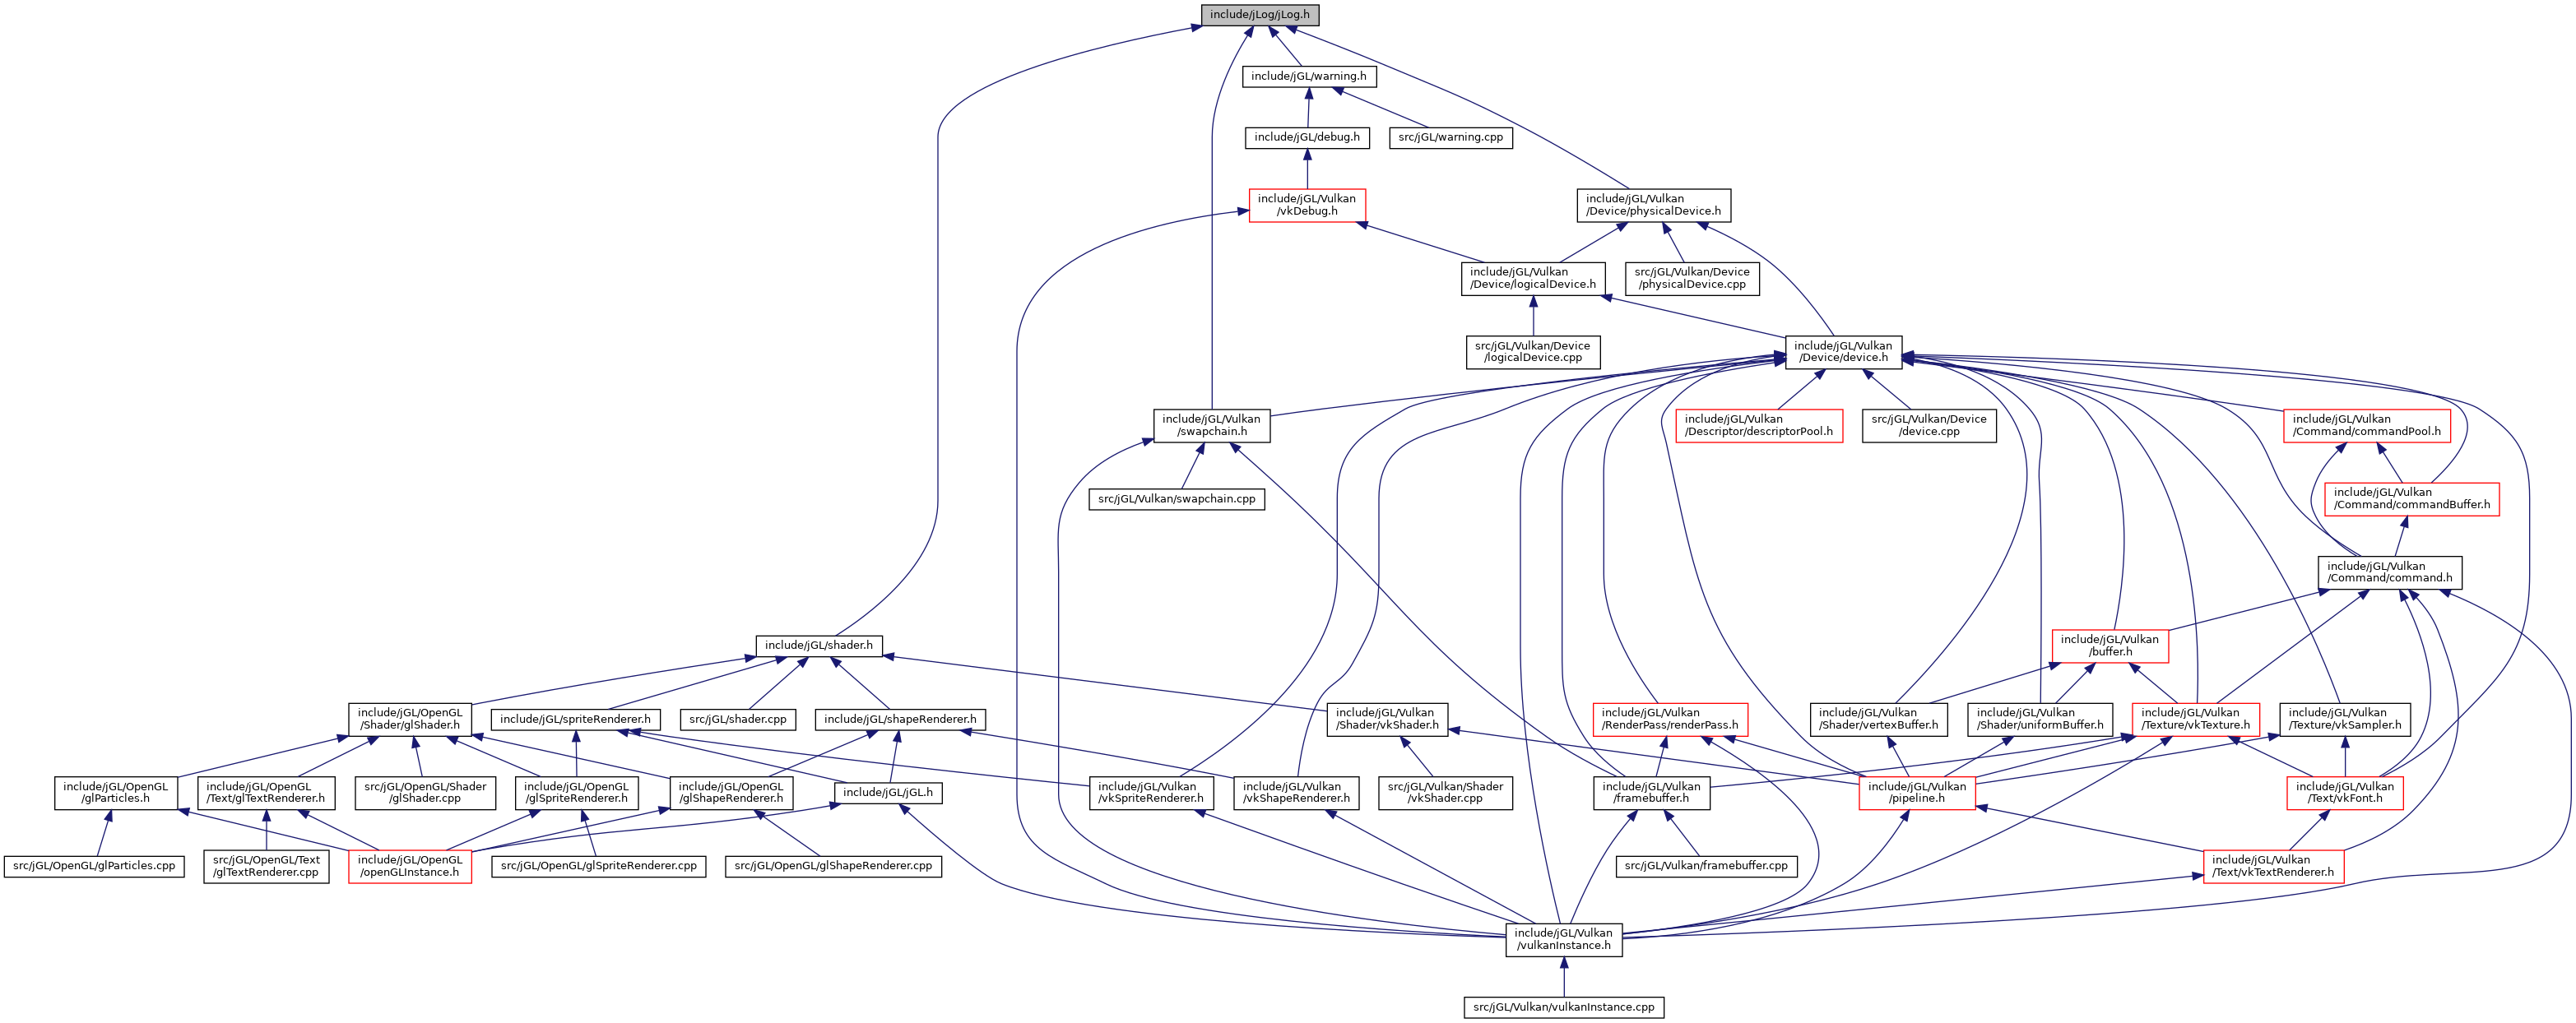 include/jLog/jLog.h
include/jGL/warning.h
include/jGL/debug.h
src/jGL/warning.cpp
include/jGL/Vulkan
/vkDebug.h
include/jGL/Vulkan
/Device/physicalDevice.h
include/jGL/Vulkan
/Device/logicalDevice.h
src/jGL/Vulkan/Device
/physicalDevice.cpp
src/jGL/Vulkan/Device
/logicalDevice.cpp
include/jGL/Vulkan
/Device/device.h
include/jGL/Vulkan
/swapchain.h
include/jGL/Vulkan
/Descriptor/descriptorPool.h
src/jGL/Vulkan/Device
/device.cpp
include/jGL/Vulkan
/Command/commandPool.h
src/jGL/Vulkan/swapchain.cpp
include/jGL/Vulkan
/Command/commandBuffer.h
include/jGL/Vulkan
/Command/command.h
include/jGL/shader.h
include/jGL/Vulkan
/buffer.h
include/jGL/OpenGL
/Shader/glShader.h
include/jGL/spriteRenderer.h
src/jGL/shader.cpp
include/jGL/shapeRenderer.h
include/jGL/Vulkan
/Shader/vkShader.h
include/jGL/Vulkan
/RenderPass/renderPass.h
include/jGL/Vulkan
/Shader/vertexBuffer.h
include/jGL/Vulkan
/Shader/uniformBuffer.h
include/jGL/Vulkan
/Texture/vkTexture.h
include/jGL/Vulkan
/Texture/vkSampler.h
include/jGL/OpenGL
/glParticles.h
include/jGL/OpenGL
/Text/glTextRenderer.h
src/jGL/OpenGL/Shader
/glShader.cpp
include/jGL/OpenGL
/glSpriteRenderer.h
include/jGL/OpenGL
/glShapeRenderer.h
include/jGL/jGL.h
include/jGL/Vulkan
/vkSpriteRenderer.h
include/jGL/Vulkan
/vkShapeRenderer.h
src/jGL/Vulkan/Shader
/vkShader.cpp
include/jGL/Vulkan
/framebuffer.h
include/jGL/Vulkan
/pipeline.h
include/jGL/Vulkan
/Text/vkFont.h
src/jGL/OpenGL/glParticles.cpp
src/jGL/OpenGL/Text
/glTextRenderer.cpp
include/jGL/OpenGL
/openGLInstance.h
src/jGL/OpenGL/glSpriteRenderer.cpp
src/jGL/OpenGL/glShapeRenderer.cpp
src/jGL/Vulkan/framebuffer.cpp
include/jGL/Vulkan
/Text/vkTextRenderer.h
include/jGL/Vulkan
/vulkanInstance.h
src/jGL/Vulkan/vulkanInstance.cpp